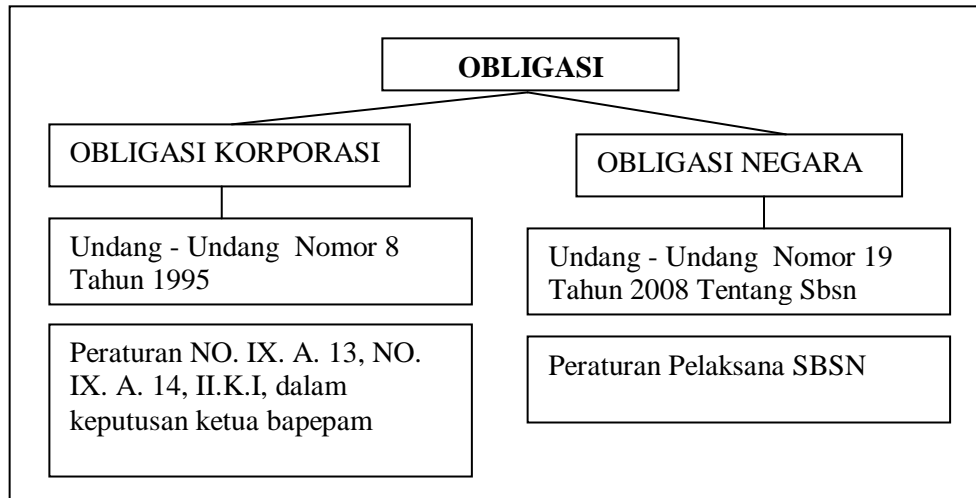 OBLIGASI
OBLIGASI KORPORASI
OBLIGASI NEGARA
Undang - Undang  Nomor 8
Tahun 1995
Undang - Undang  Nomor 19
Tahun 2008 Tentang Sbsn
Peraturan NO. IX. A. 13, NO.
IX. A. 14, II.K.I, dalam
keputusan ketua bapepam
Peraturan Pelaksana SBSN